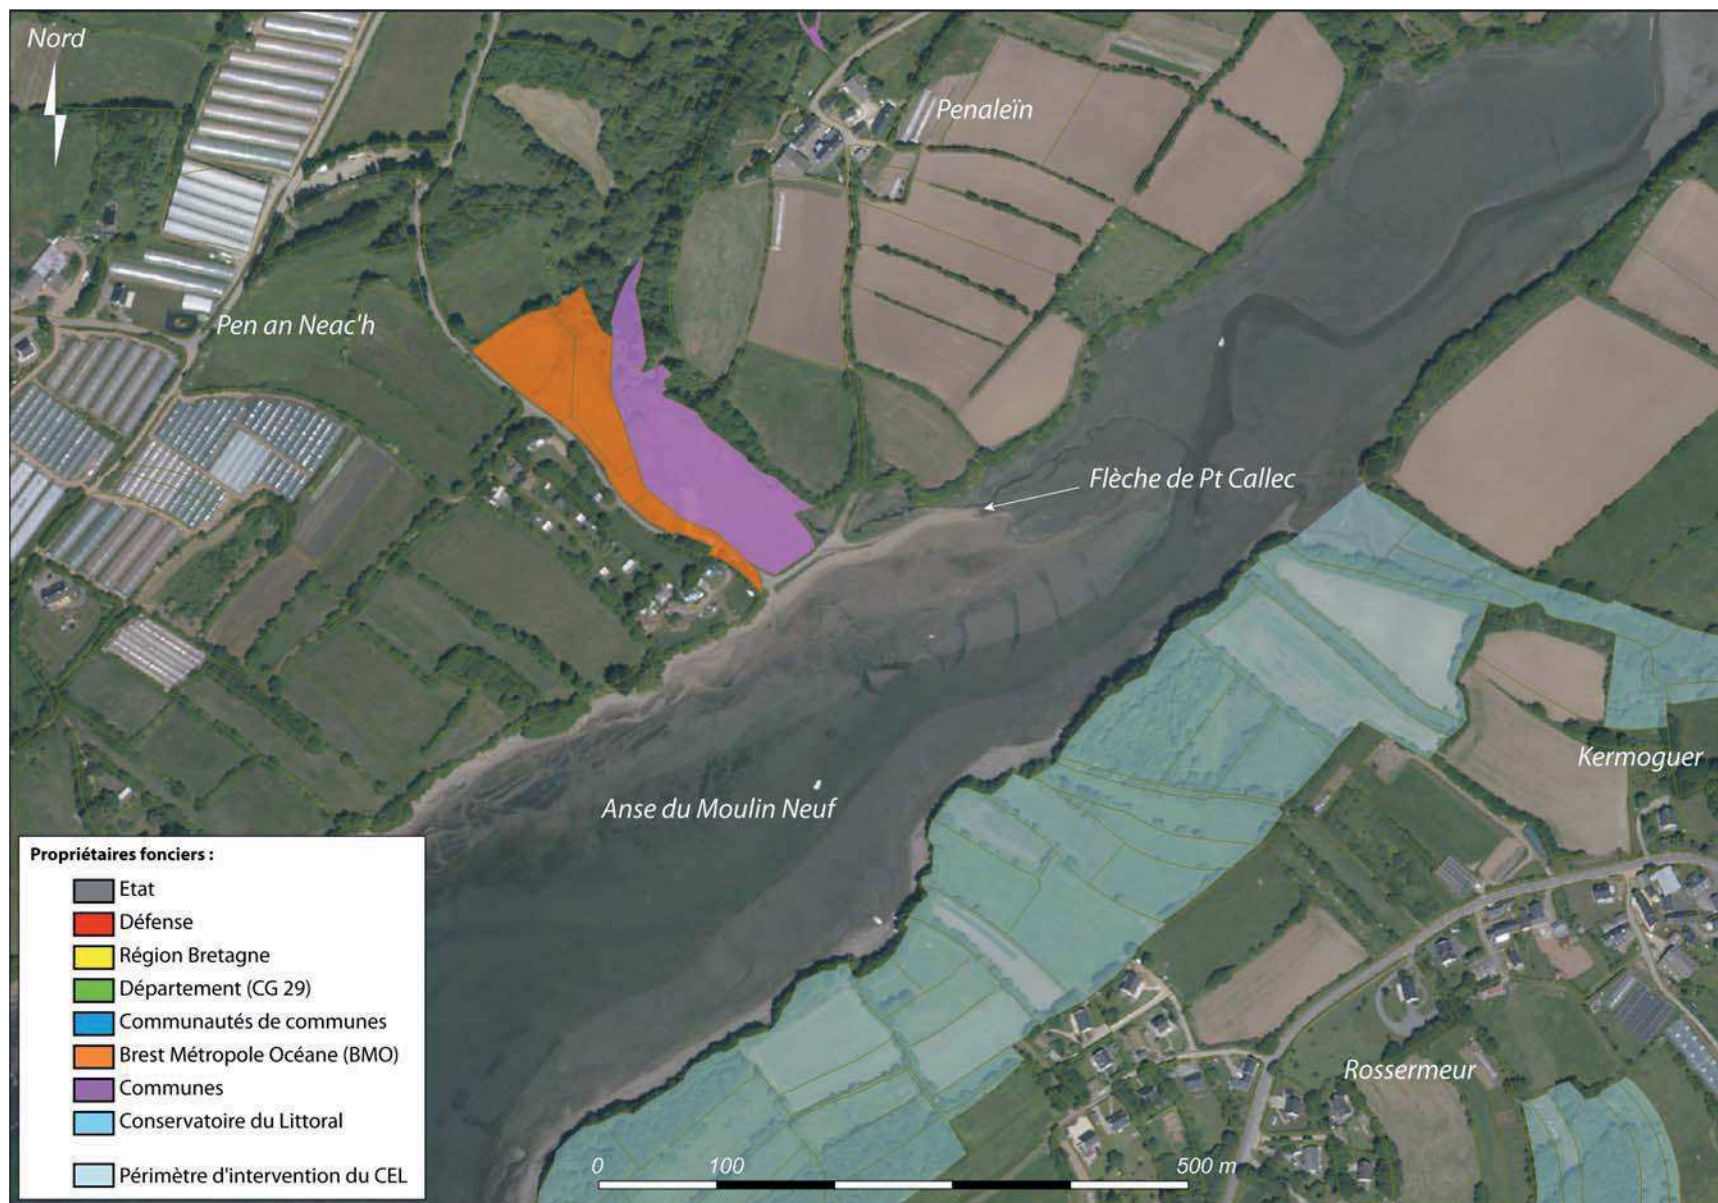 Nord
Penaleïn
Pen an Neac'h
Flèche de Pt Callec
Kermoguer
Anse du Moulin Neuf
Rossermeur
Propriétaires fonciers :
Etat
Défense
Région Bretagne
Département (CG 29)
Communautés de communes
Brest Métropole Océane (BMO)
Communes
Conservatoire du Littoral
Périmètre d'intervention du CEL
0 100 500 m